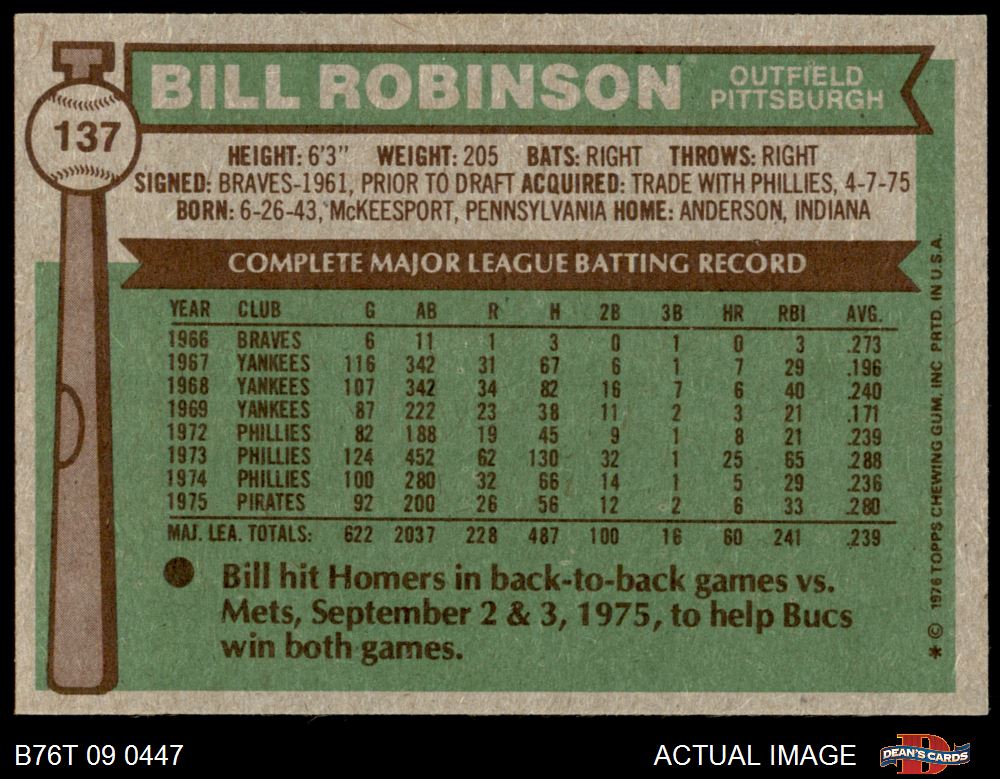 BILL ROBINSON OUTFIELD
PITTSBURGH
137
HEIGHT: 6'3" WEIGHT: 205 BATS: RIGHT THROWS: RIGHT
SIGNED: BRAVES-1961, PRIOR TO DRAFT ACQUIRED: TRADE WITH PHILLIES, 4-7-75
BORN: 6-26-43, McKEESPORT, PENNSYLVANIA HOME: ANDERSON, INDIANA
COMPLETE MAJOR LEAGUE BATTING RECORD
YEAR CLUB G AB R H 2B 3B HR RBI AVG.
1966 BRAVES 6 11 1 3 0 1 0 3 .273
1967 YANKEES 116 342 31 67 6 1 7 29 .196
1968 YANKEES 107 342 34 82 16 7 6 40 .240
1969 YANKEES 87 222 23 38 11 2 3 21 .171
1972 PHILLIES 82 188 19 45 9 1 8 21 .239
1973 PHILLIES 124 452 62 130 32 1 25 65 .288
1974 PHILLIES 100 280 32 66 14 1 5 29 .236
1975 PIRATES 92 200 26 56 12 2 6 33 .280
MAJ. LEA. TOTALS: 622 2037 228 487 100 16 60 241 .239
Bill hit Homers in back-to-back games vs.
Mets, September 2 & 3, 1975, to help Bucs
win both games.
* © 1976 TOPPS CHEWING GUM, INC PRTD. IN U.S.A.
B76T 09 0447 ACTUAL IMAGE DEAN'S CARDS